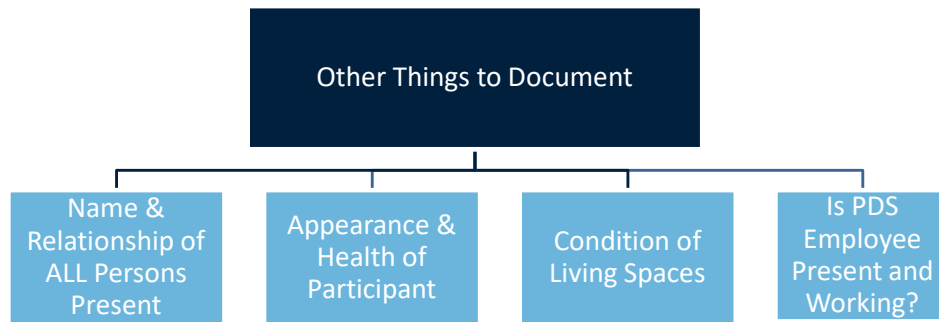 Other Things to Document
Name &
Relationship of
ALL Persons
Present
Appearance &
Health of
Participant
Condition of
Living Spaces
Is PDS
Employee
Present and
Working?